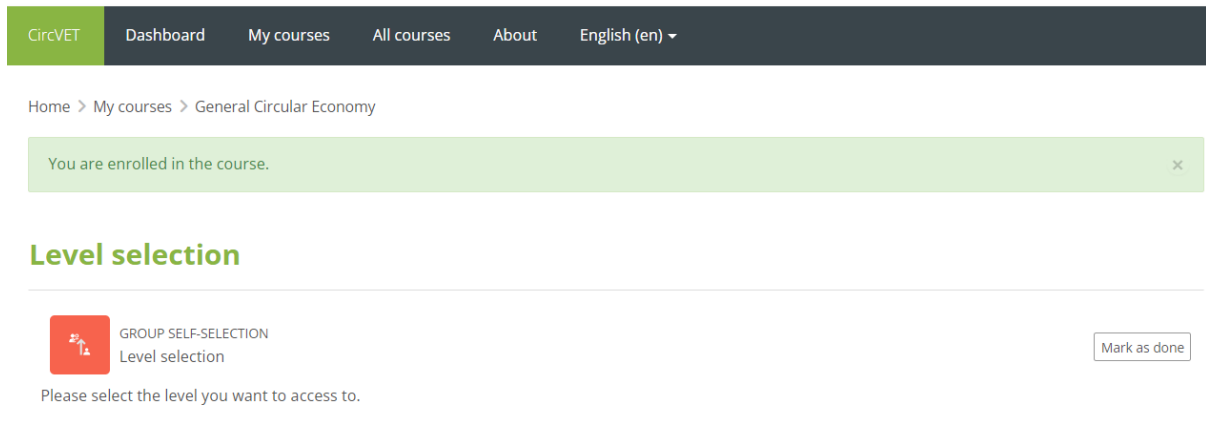 CircVET Dashboard My courses All courses About English (en)
Home > My courses > General Circular Economy
You are enrolled in the course. ×
Level selection
GROUP SELF-SELECTION
Level selection
Mark as done
Please select the level you want to access to.